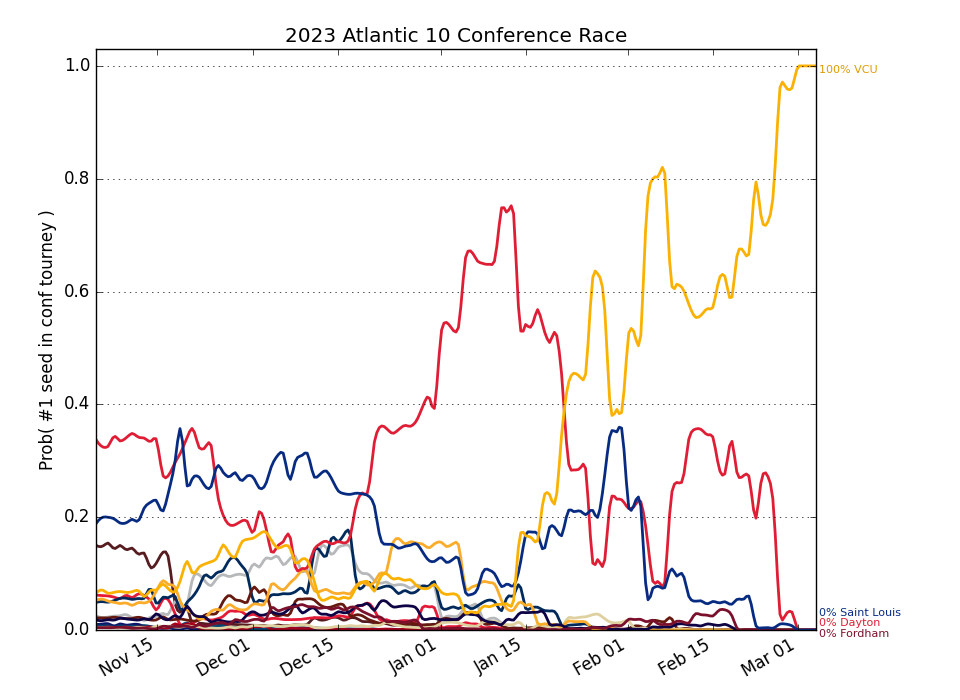 2023 Atlantic 10 Conference Race
Prob( #1 seed in conf tourney )
1.0
0.8
0.6
0.4
0.2
0.0
Nov 15
Dec 01
Dec 15
Jan 01
Jan 15
Feb 01
Feb 15
Mar 01
100% VCU
0% Saint Louis
0% Dayton
0% Fordham